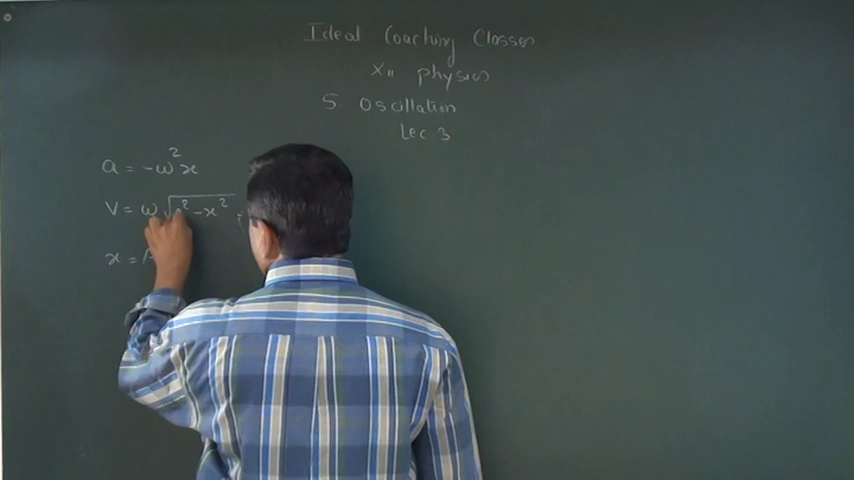 Ideal Coaching Classes
XII physics
5. Oscillation
Lec. 3
a = -ω²x
V = ω√ ² - x²
x = A